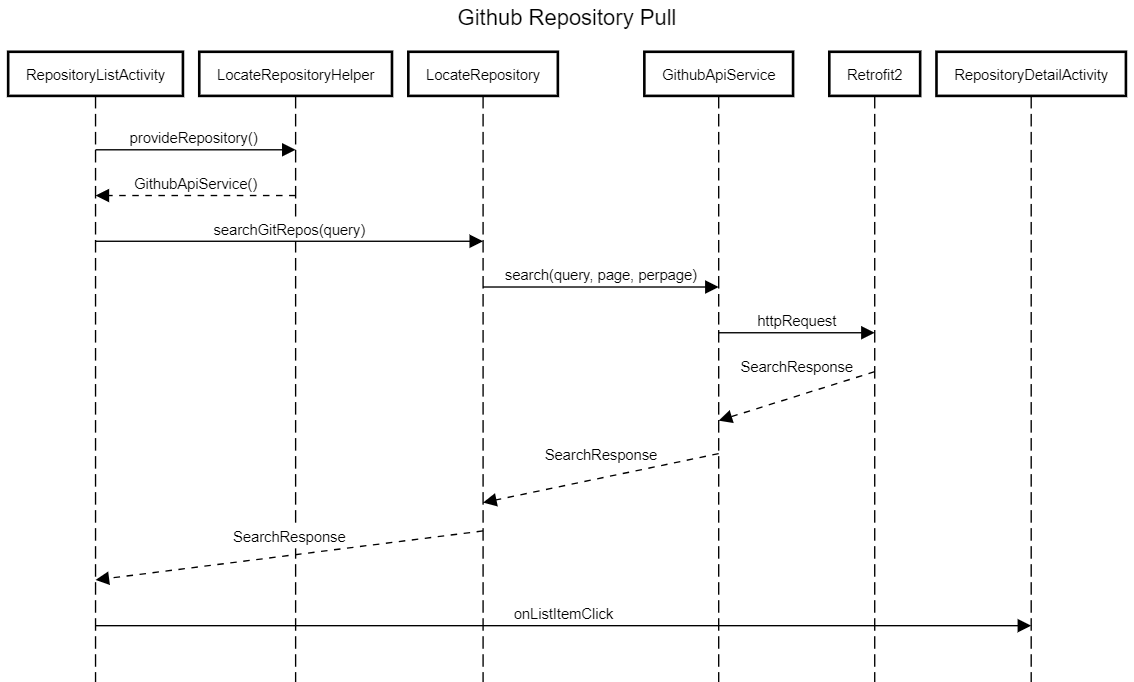 Github Repository Pull
RepositoryListActivity
LocateRepositoryHelper
LocateRepository
GithubApiService
Retrofit2
RepositoryDetailActivity
provideRepository()
GithubApiService()
searchGitRepos(query)
search(query, page, perpage)
httpRequest
SearchResponse
SearchResponse
SearchResponse
onListItemClick